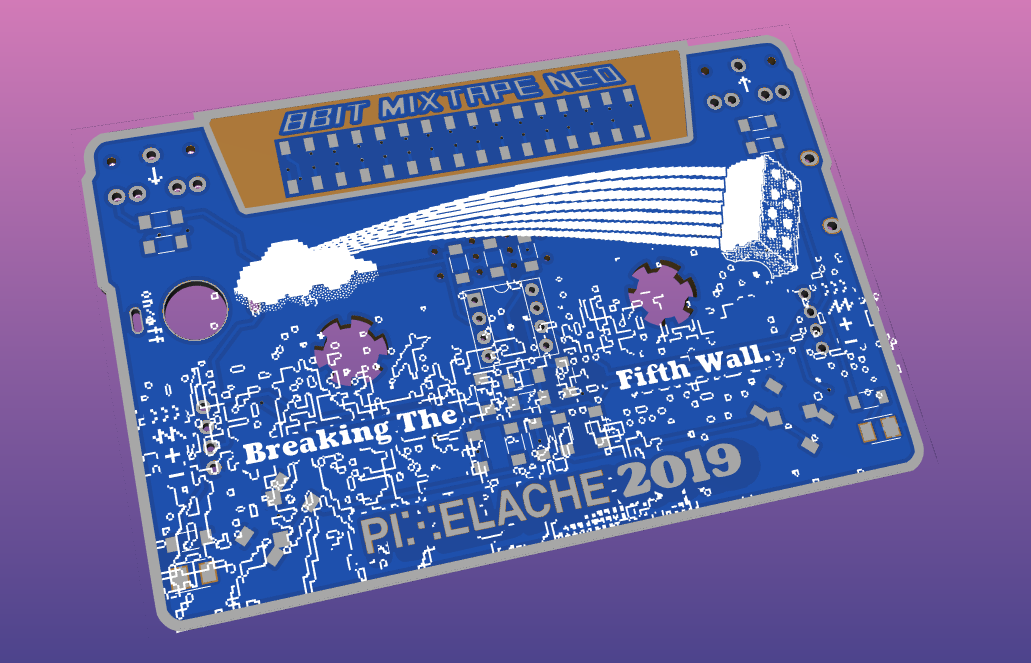 8BIT MIXTAPE NEO
Breaking The
Fifth Wall.
PI∴∵ELACHE 2019